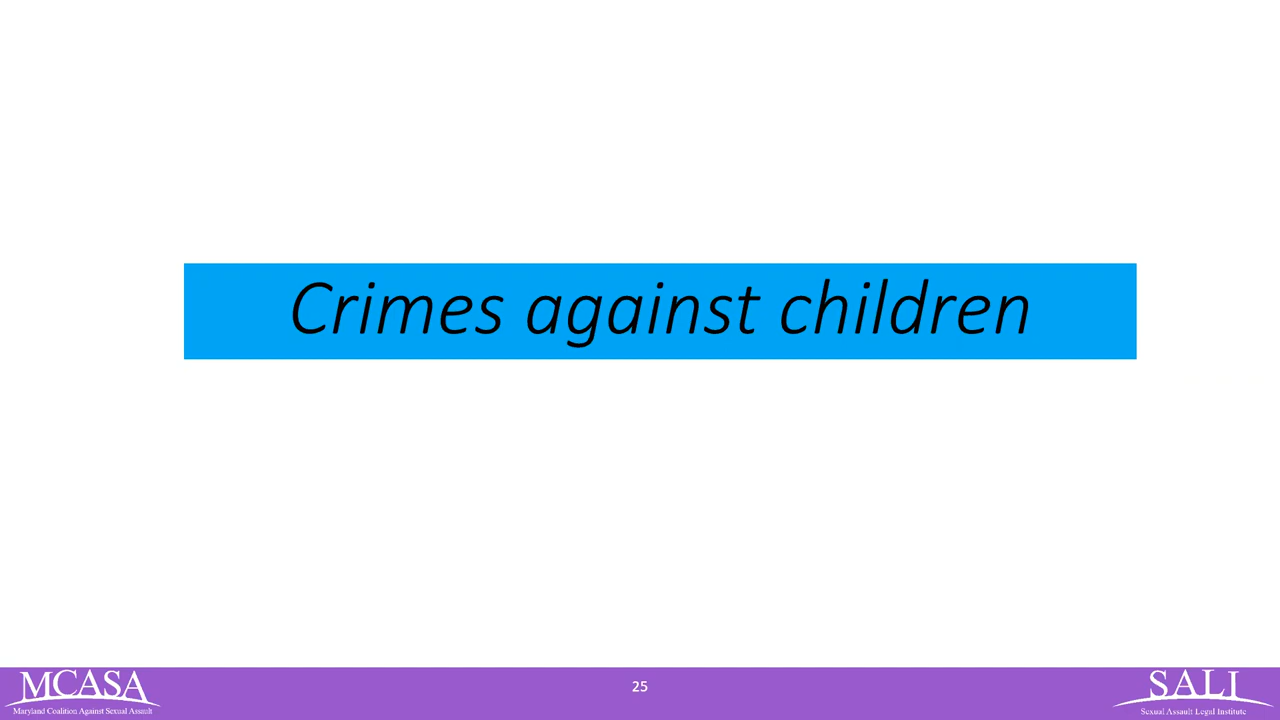 Crimes against children
MCASA
Maryland Coalition Against Sexual Assault
25
SALI
Sexual Assault Legal Institute